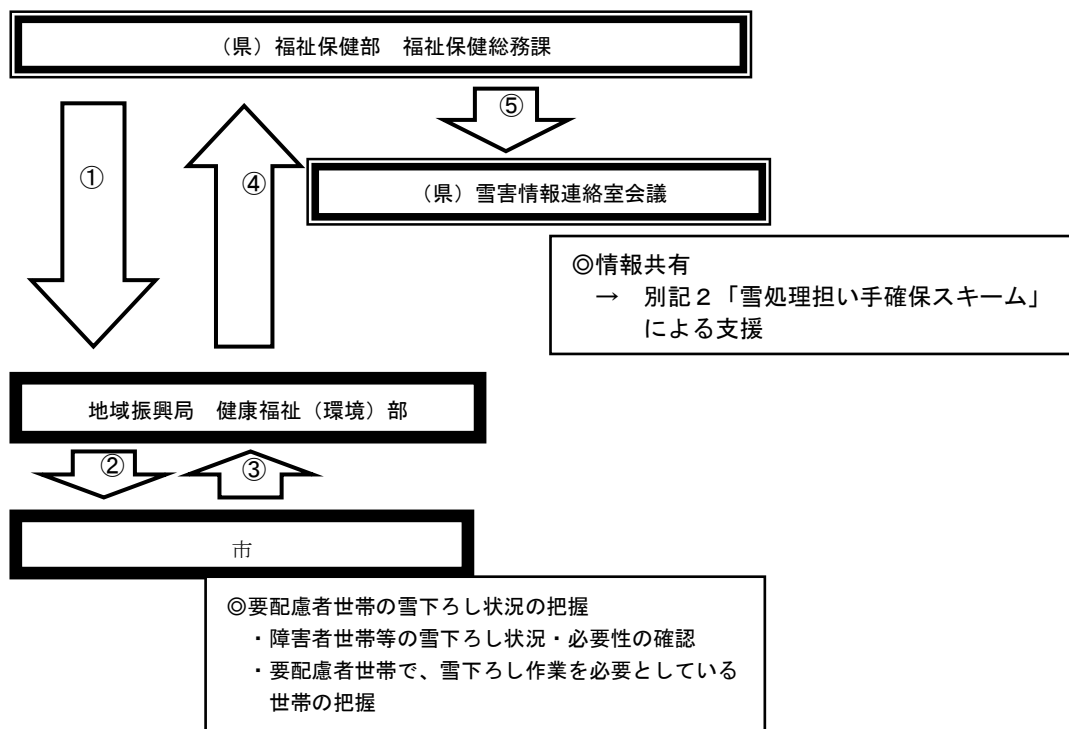 （県）福祉保健部　福祉保健総務課
⑤
①
④
（県）雪害情報連絡室会議
◎情報共有
→　別記２「雪処理担い手確保スキーム」
による支援
地域振興局　健康福祉（環境）部
②
③
市
◎要配慮者世帯の雪下ろし状況の把握
・障害者世帯等の雪下ろし状況・必要性の確認
・要配慮者世帯で、雪下ろし作業を必要としている
世帯の把握